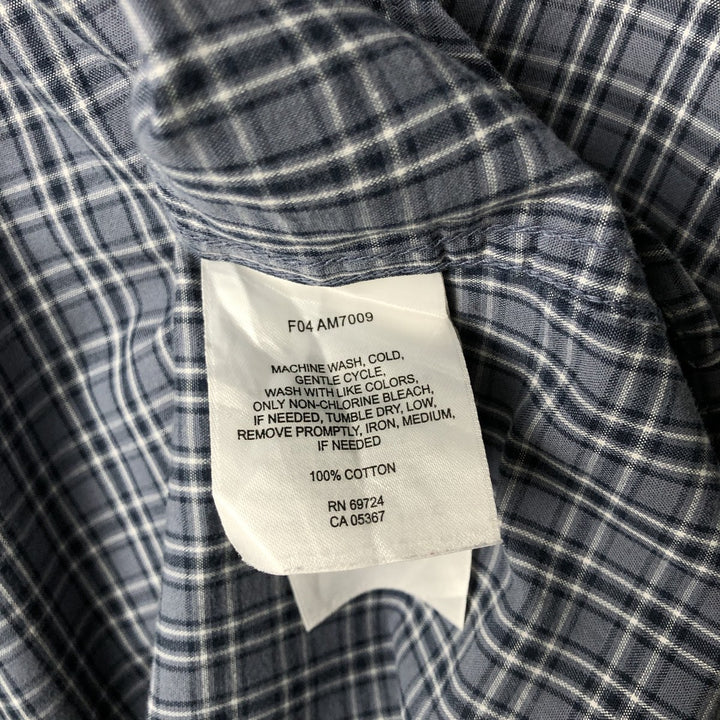 F04 AM7009
MACHINE WASH, COLD,
GENTLE CYCLE,
WASH WITH LIKE COLORS,
ONLY NON-CHLORINE BLEACH,
IF NEEDED, TUMBLE DRY, LOW,
REMOVE PROMPTLY, IRON, MEDIUM,
IF NEEDED
100% COTTON
RN 69724
CA 05367